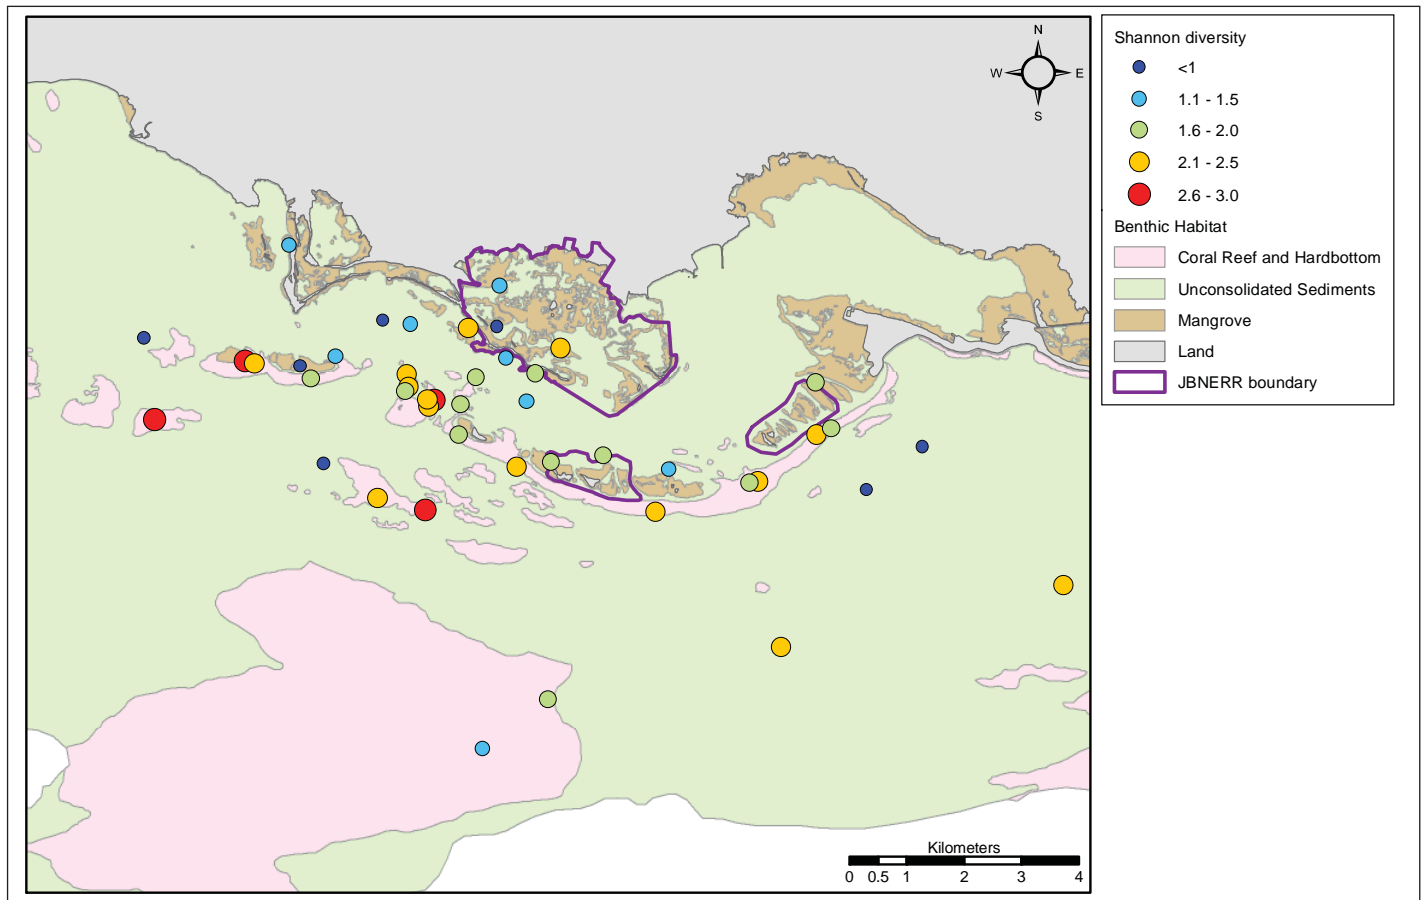 N
W E
S
Kilometers
0 0.5 1 2 3 4
Shannon diversity
<1
1.1 - 1.5
1.6 - 2.0
2.1 - 2.5
2.6 - 3.0
Benthic Habitat
Coral Reef and Hardbottom
Unconsolidated Sediments
Mangrove
Land
JBNERR boundary